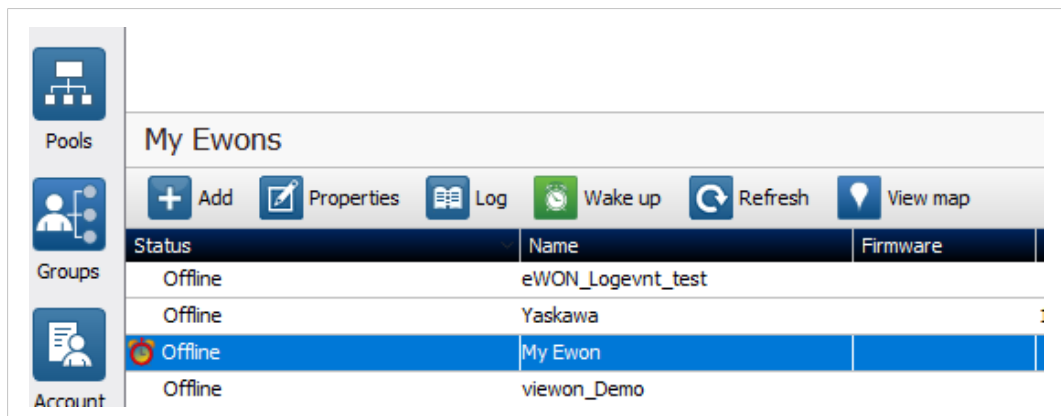 Pools
My Ewons
Add Properties Log Wake up Refresh View map
Groups
Status Name Firmware
Offline eWON_Logevnt_test
Offline Yaskawa
Offline My Ewon
Offline viewon_Demo
Account